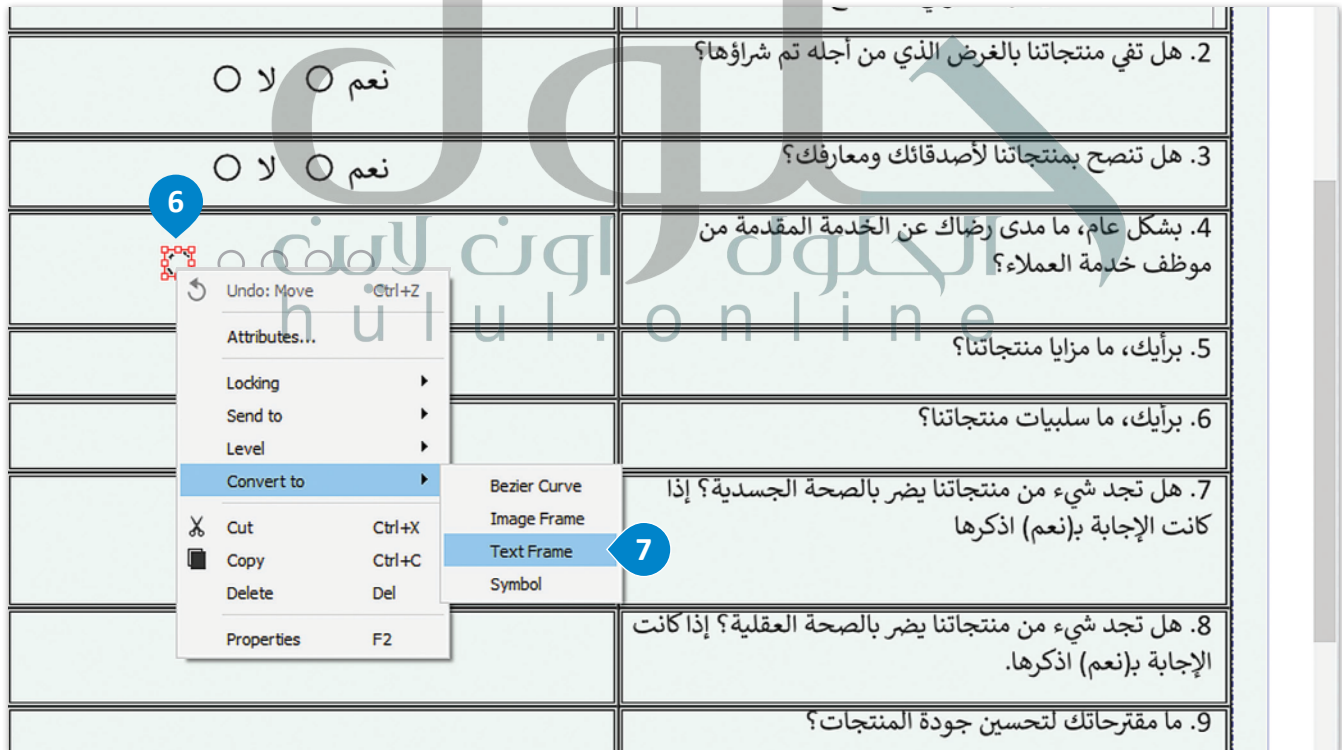 2. هل تفي منتجاتنا بالغرض الذي من أجله تم شراؤها؟
نعم لا
3. هل تنصح بمنتجاتنا لأصدقائك ومعارفك؟
نعم لا
6
4. بشكل عام، ما مدى رضاك عن الخدمة المقدمة من
موظف خدمة العملاء؟
5. برأيك، ما مزايا منتجاتنا؟
6. برأيك، ما سلبيات منتجاتنا؟
7. هل تجد شيء من منتجاتنا يضر بالصحة الجسدية؟ إذا
كانت الإجابة بـ(نعم) اذكرها
8. هل تجد شيء من منتجاتنا يضر بالصحة العقلية؟ إذا كانت
الإجابة بـ(نعم) اذكرها.
9. ما مقترحاتك لتحسين جودة المنتجات؟
Undo: Move Ctrl+Z
Attributes...
Locking
Send to
Level
Convert to
Cut Ctrl+X
Copy Ctrl+C
Delete Del
Properties F2
Bezier Curve
Image Frame
Text Frame
7
Symbol
حلول
الحلول اون لاين
hulul.online